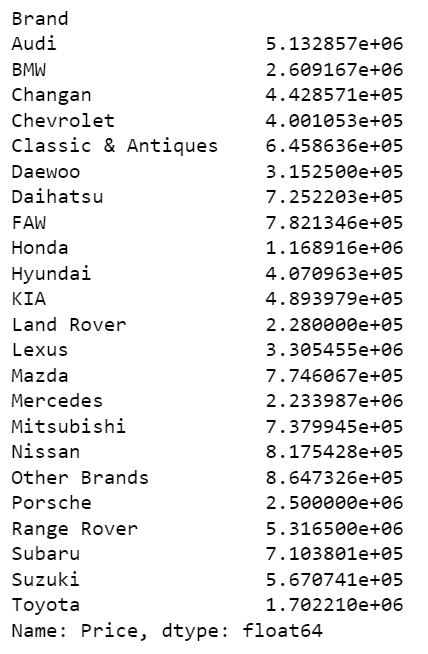 Brand
Audi 5.132857e+06
BMW 2.609167e+06
Changan 4.428571e+05
Chevrolet 4.001053e+05
Classic & Antiques 6.458636e+05
Daewoo 3.152500e+05
Daihatsu 7.252203e+05
FAW 7.821346e+05
Honda 1.168916e+06
Hyundai 4.070963e+05
KIA 4.893979e+05
Land Rover 2.280000e+05
Lexus 3.305455e+06
Mazda 7.746067e+05
Mercedes 2.233987e+06
Mitsubishi 7.379945e+05
Nissan 8.175428e+05
Other Brands 8.647326e+05
Porsche 2.500000e+06
Range Rover 5.316500e+06
Subaru 7.103801e+05
Suzuki 5.670741e+05
Toyota 1.702210e+06
Name: Price, dtype: float64